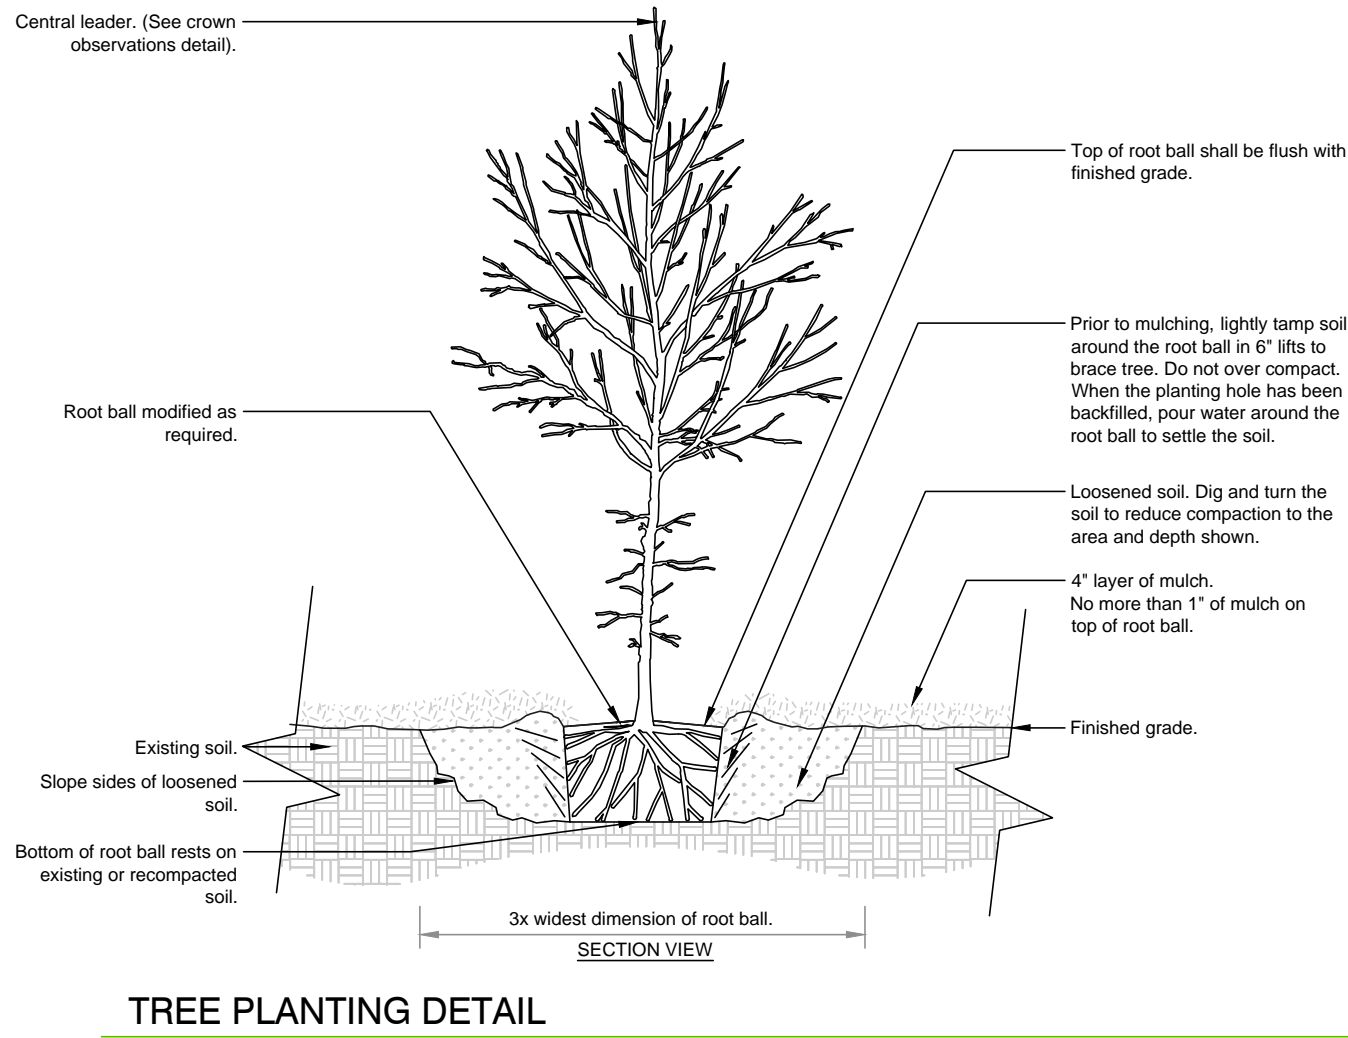 Central leader. (See crown
observations detail).
Top of root ball shall be flush with
finished grade.
Prior to mulching, lightly tamp soil
around the root ball in 6" lifts to
brace tree. Do not over compact.
When the planting hole has been
backfilled, pour water around the
root ball to settle the soil.
Root ball modified as
required.
Loosened soil. Dig and turn the
soil to reduce compaction to the
area and depth shown.
4" layer of mulch.
No more than 1" of mulch on
top of root ball.
Finished grade.
Existing soil.
Slope sides of loosened
soil.
Bottom of root ball rests on
existing or recompacted
soil.
3x widest dimension of root ball.
SECTION VIEW
TREE PLANTING DETAIL